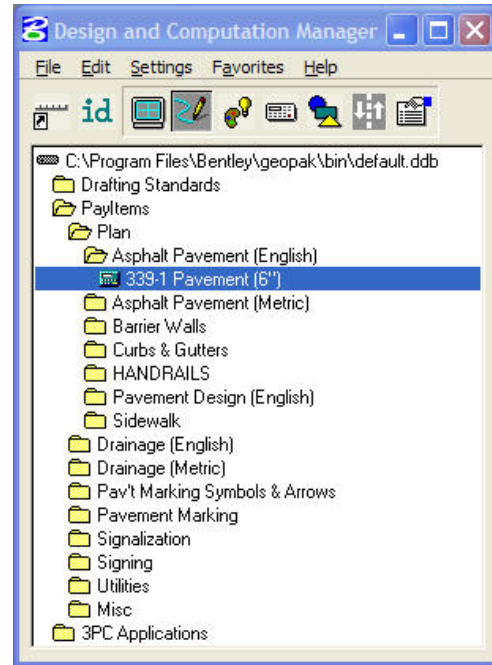 Design and Computation Manager
File Edit Settings Favorites Help
id
C:\Program Files\Bentley\geopak\bin\default.ddb
Drafting Standards
PayItems
Plan
Asphalt Pavement (English)
339-1 Pavement (6")
Asphalt Pavement (Metric)
Barrier Walls
Curbs & Gutters
HANDRAILS
Pavement Design (English)
Sidewalk
Drainage (English)
Drainage (Metric)
Pav't Marking Symbols & Arrows
Pavement Marking
Signalization
Signing
Utilities
Misc
3PC Applications